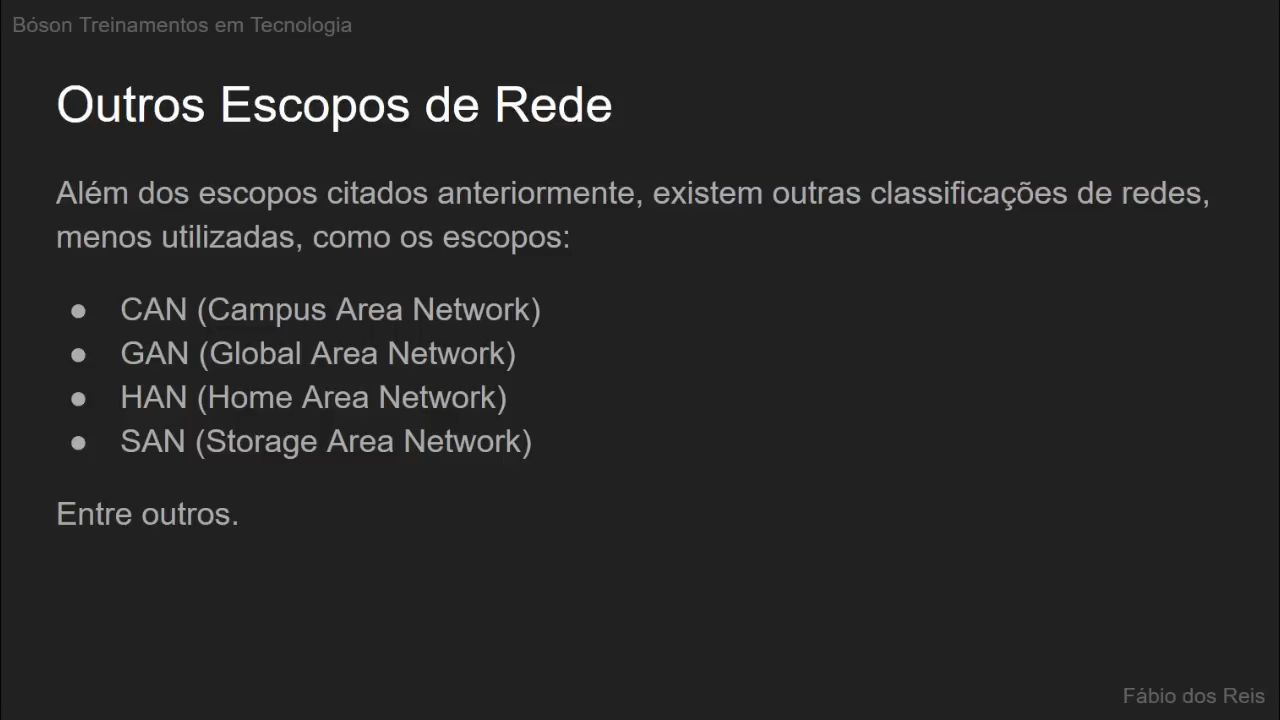 Bóson Treinamentos em Tecnologia
Outros Escopos de Rede
Além dos escopos citados anteriormente, existem outras classificações de redes,
menos utilizadas, como os escopos:
● CAN (Campus Area Network)
● GAN (Global Area Network)
● HAN (Home Area Network)
● SAN (Storage Area Network)
Entre outros.
Fábio dos Reis